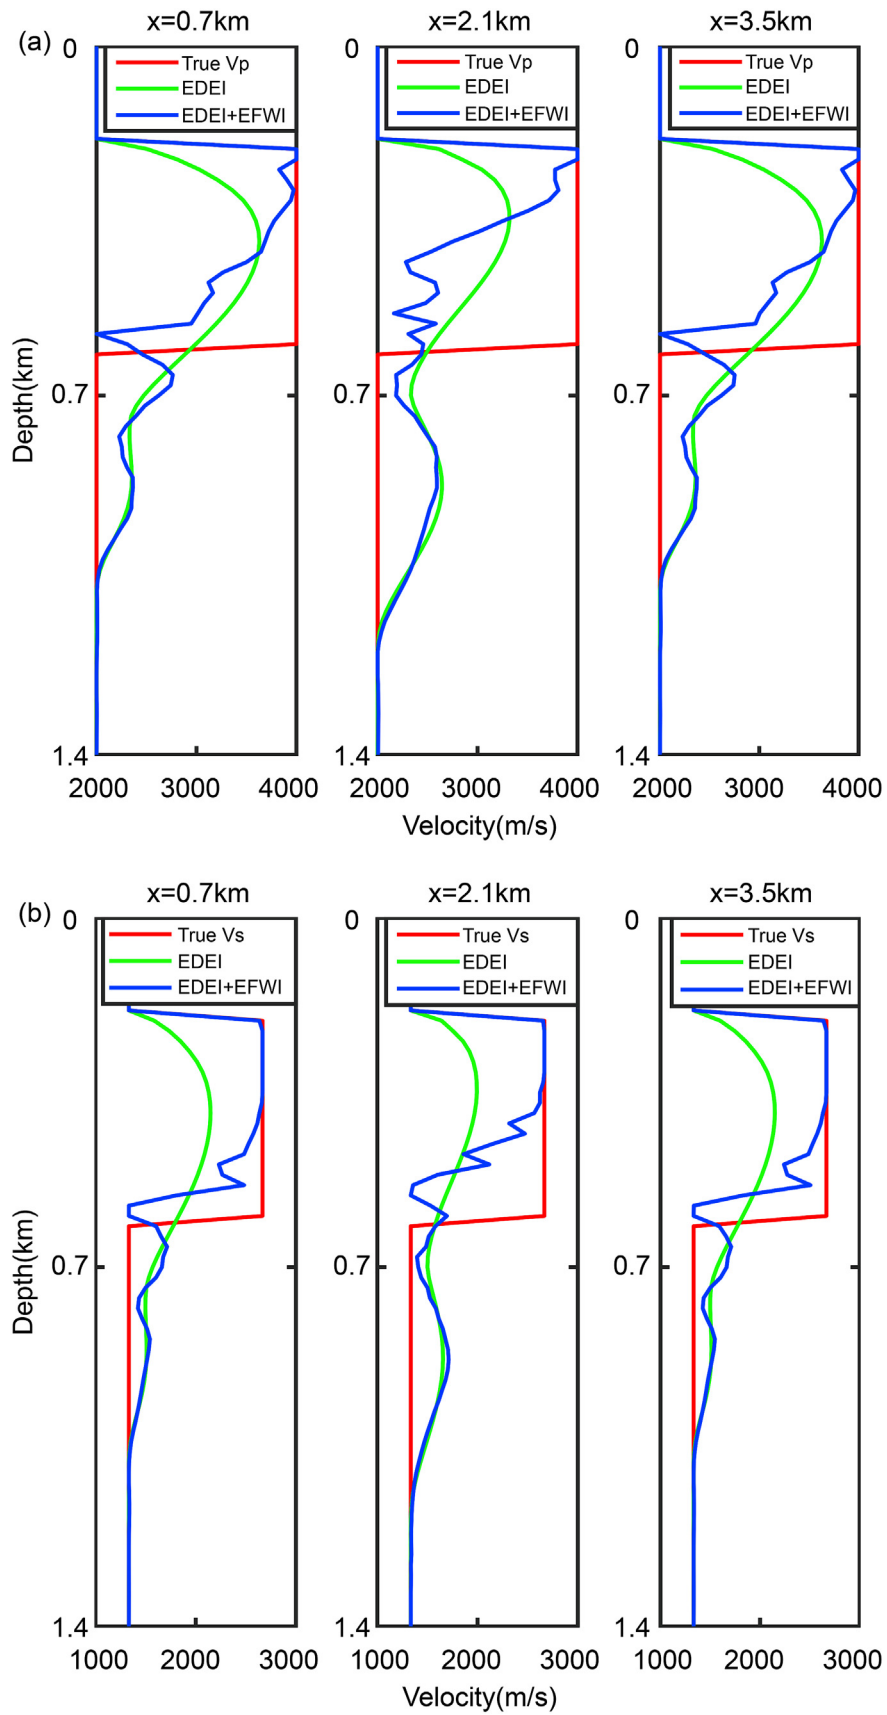 (a)
x=0.7km x=2.1km x=3.5km
0 0 0
True Vp True Vp True Vp
EDEI EDEI EDEI
EDEI+EFWI EDEI+EFWI EDEI+EFWI
Depth(km)
0.7 0.7 0.7
1.4 1.4 1.4
2000 3000 4000 2000 3000 4000 2000 3000 4000
Velocity(m/s)
(b)
x=0.7km x=2.1km x=3.5km
0 0 0
True Vs True Vs True Vs
EDEI EDEI EDEI
EDEI+EFWI EDEI+EFWI EDEI+EFWI
Depth(km)
0.7 0.7 0.7
1.4 1.4 1.4
1000 2000 3000 1000 2000 3000 1000 2000 3000
Velocity(m/s)